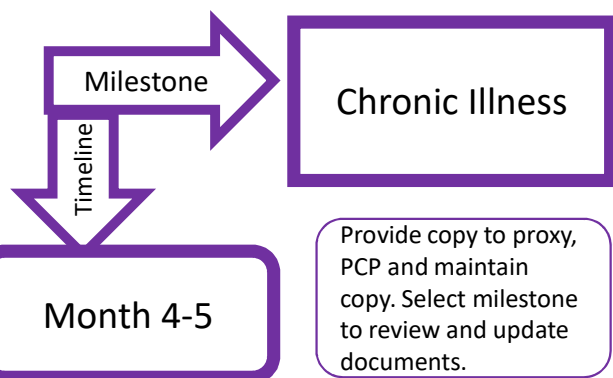 Milestone
Chronic Illness
Timeline
Month 4-5
Provide copy to proxy,
PCP and maintain
copy. Select milestone
to review and update
documents.